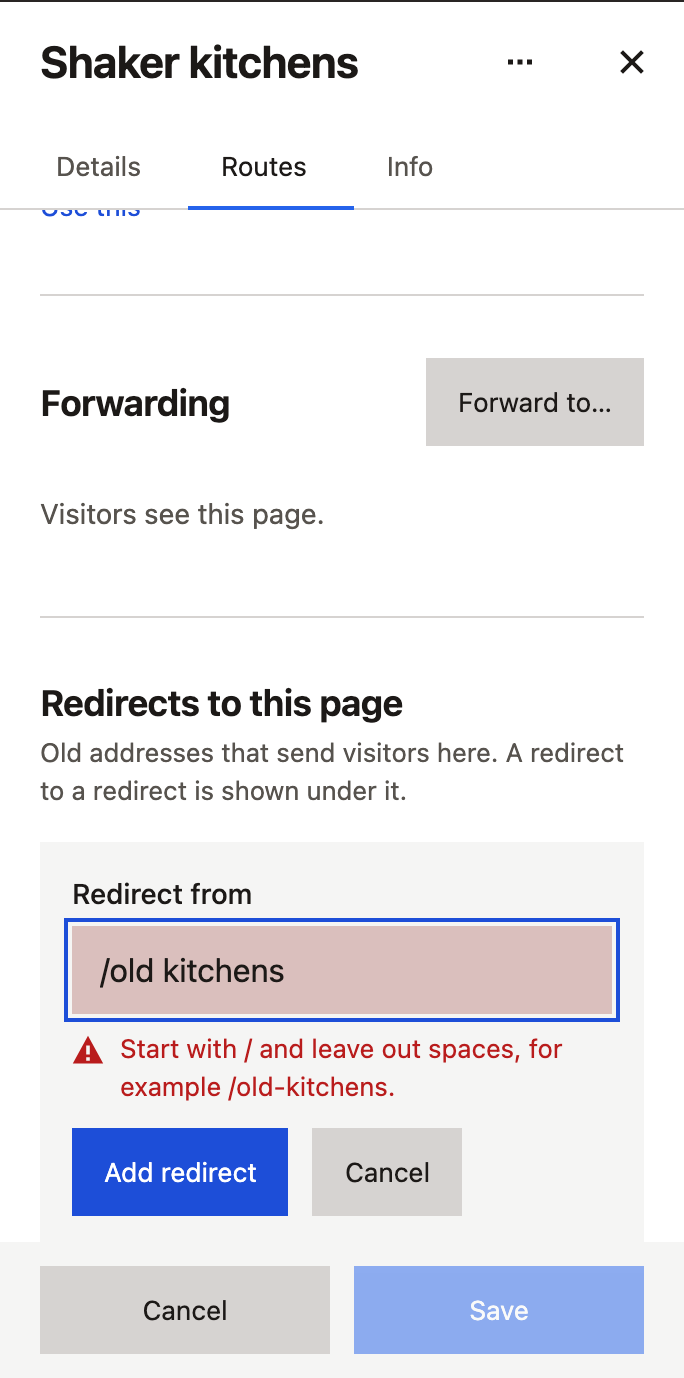 Shaker kitchens
Details
Routes
Info
Use this
Forwarding
Forward to...
Visitors see this page.
Redirects to this page
Old addresses that send visitors here. A redirect
to a redirect is shown under it.
Redirect from
/old kitchens
Start with / and leave out spaces, for
example /old-kitchens.
Add redirect
Cancel
Cancel
Save